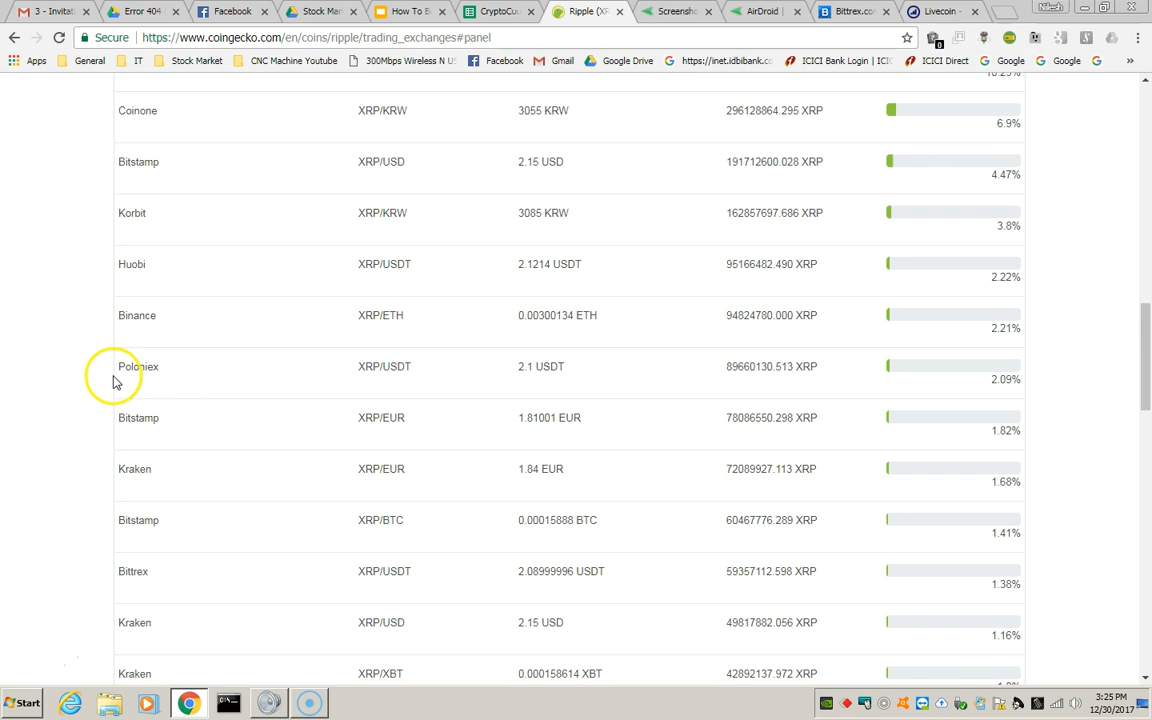 3 - Invitati
Error 404
Facebook
Stock Mar
How To B
CryptoCu
Ripple (XR
Screensho
AirDroid |
Bittrex.co
Livecoin -
Nilesh
Secure | https://www.coingecko.com/en/coins/ripple/trading_exchanges#panel
Apps General IT Stock Market CNC Machine Youtube 300Mbps Wireless N US Facebook Gmail Google Drive https://inet.idbibank.co ICICI Bank Login | ICIC ICICI Direct Google Google »
Coinone XRP/KRW 3055 KRW 296128864.295 XRP
6.9%
Bitstamp XRP/USD 2.15 USD 191712600.028 XRP
4.47%
Korbit XRP/KRW 3085 KRW 162857697.686 XRP
3.8%
Huobi XRP/USDT 2.1214 USDT 95166482.490 XRP
2.22%
Binance XRP/ETH 0.00300134 ETH 94824780.000 XRP
2.21%
Poloniex XRP/USDT 2.1 USDT 89660130.513 XRP
2.09%
Bitstamp XRP/EUR 1.81001 EUR 78086550.298 XRP
1.82%
Kraken XRP/EUR 1.84 EUR 72089927.113 XRP
1.68%
Bitstamp XRP/BTC 0.00015888 BTC 60467776.289 XRP
1.41%
Bittrex XRP/USDT 2.08999996 USDT 59357112.598 XRP
1.38%
Kraken XRP/USD 2.15 USD 49817882.056 XRP
1.16%
Kraken XRP/XBT 0.000158614 XBT 42892137.972 XRP
Start
3:25 PM
12/30/2017